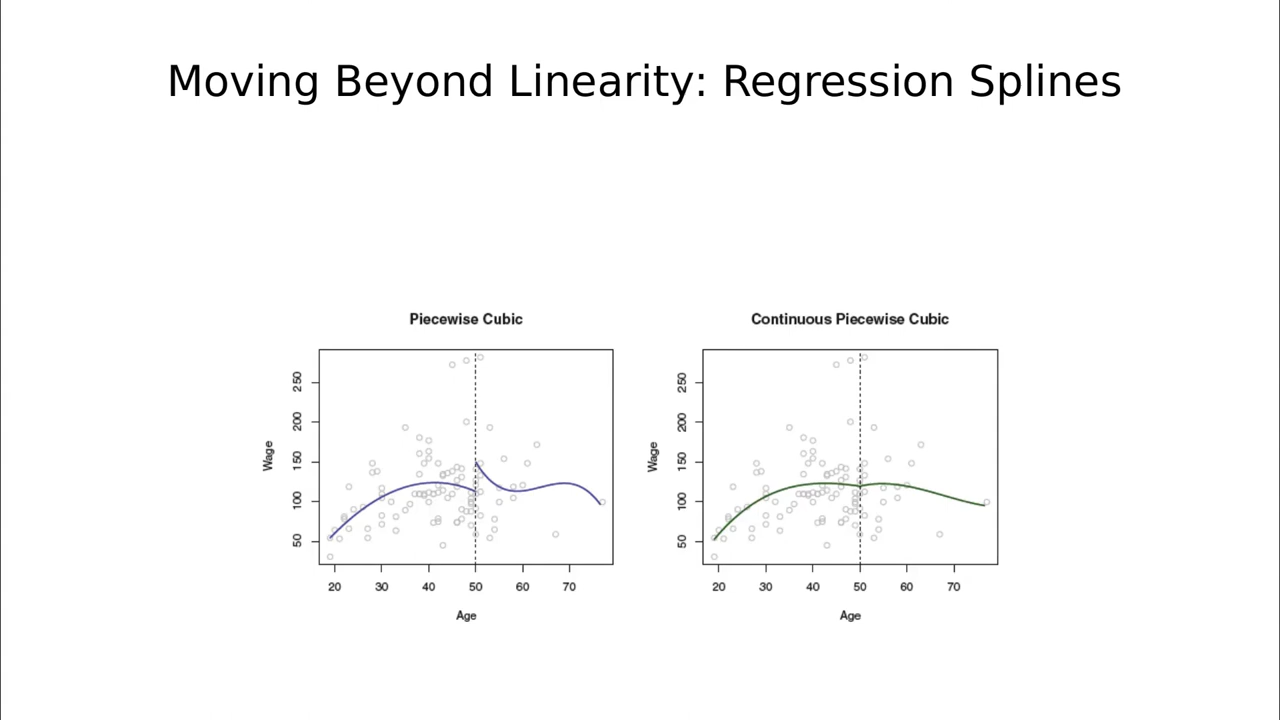 Moving Beyond Linearity: Regression Splines
Piecewise Cubic
250
200
150
100
50
Wage
20 30 40 50 60 70
Age
Continuous Piecewise Cubic
250
200
150
100
50
Wage
20 30 40 50 60 70
Age